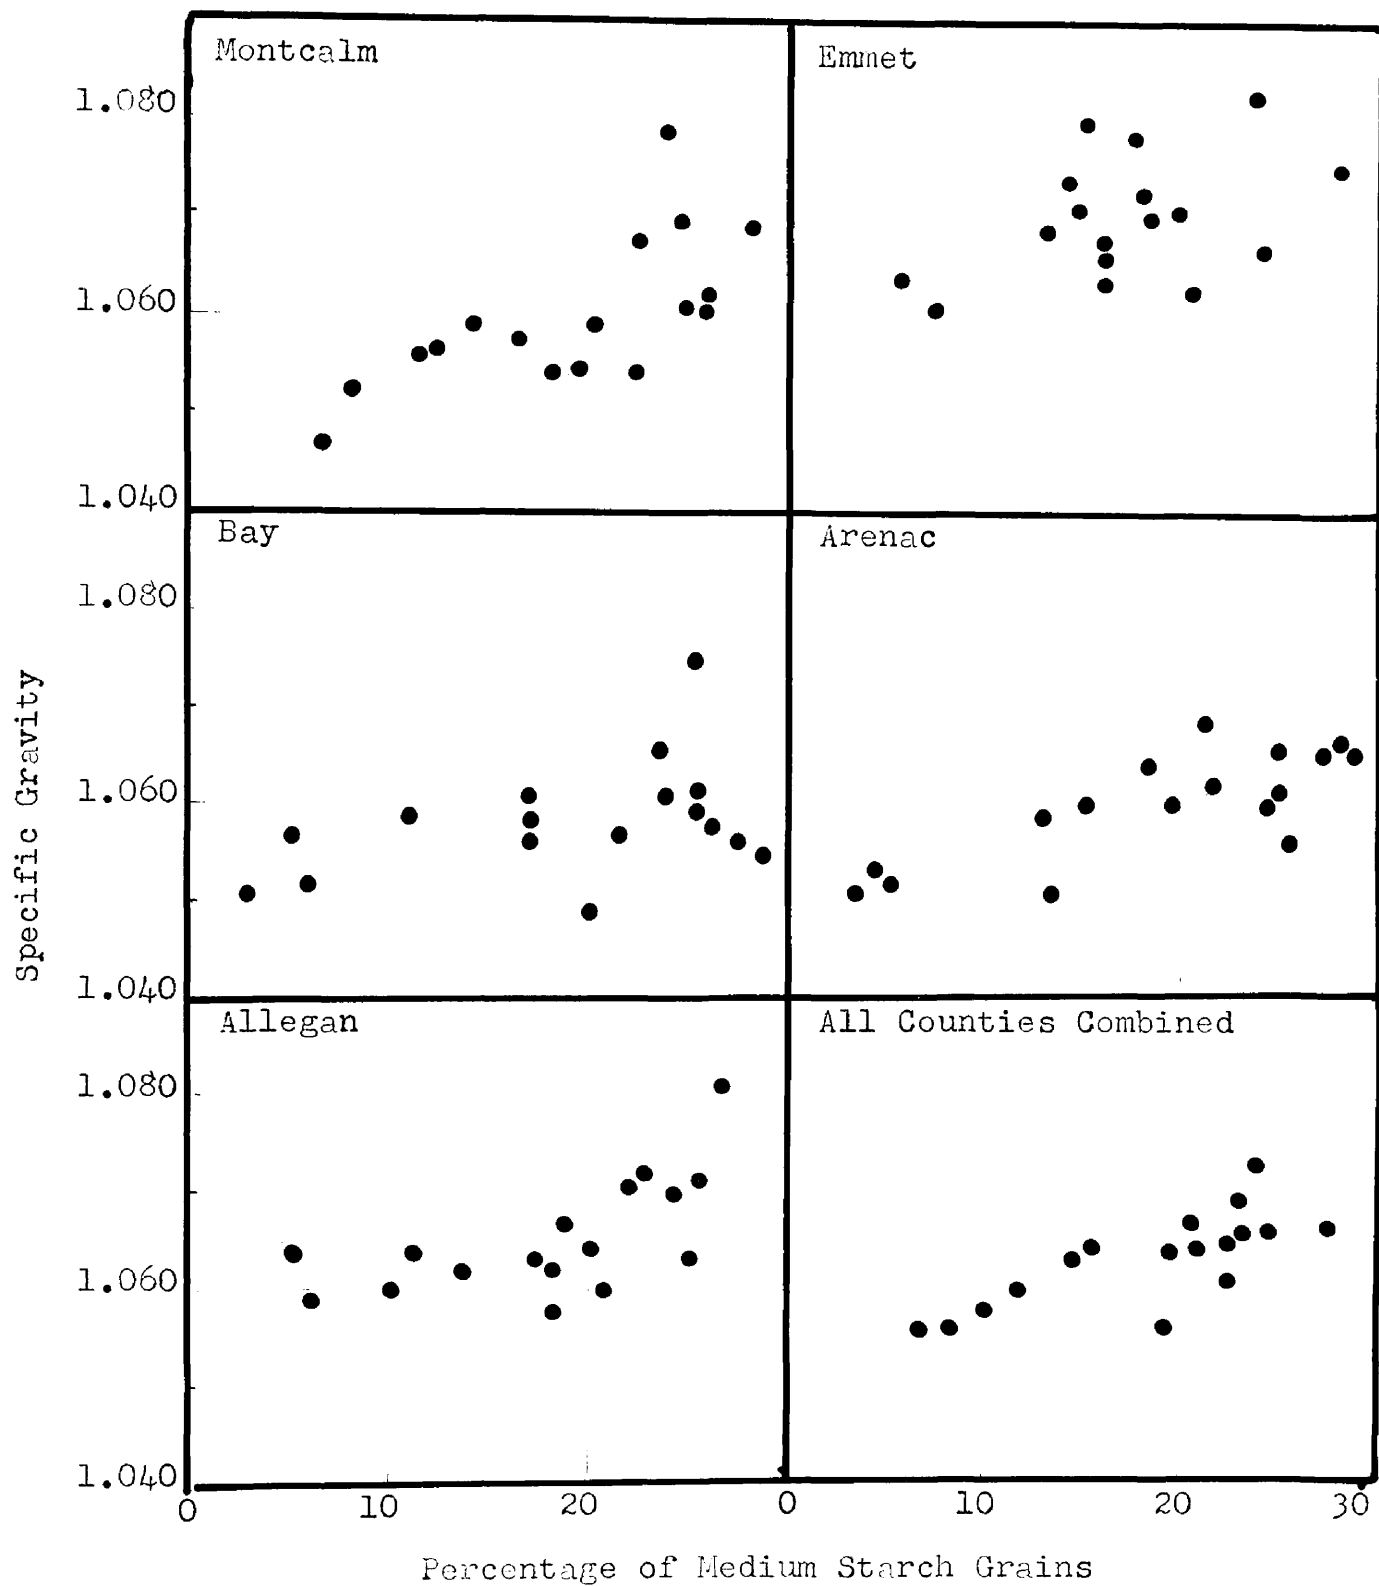 Montcalm
Emmet
1.080
1.060
1.040
Bay
Arenac
1.080
1.060
1.040
Allegan
All Counties Combined
1.080
1.060
1.040
Specific Gravity
0 10 20 0 10 20 30
Percentage of Medium Starch Grains